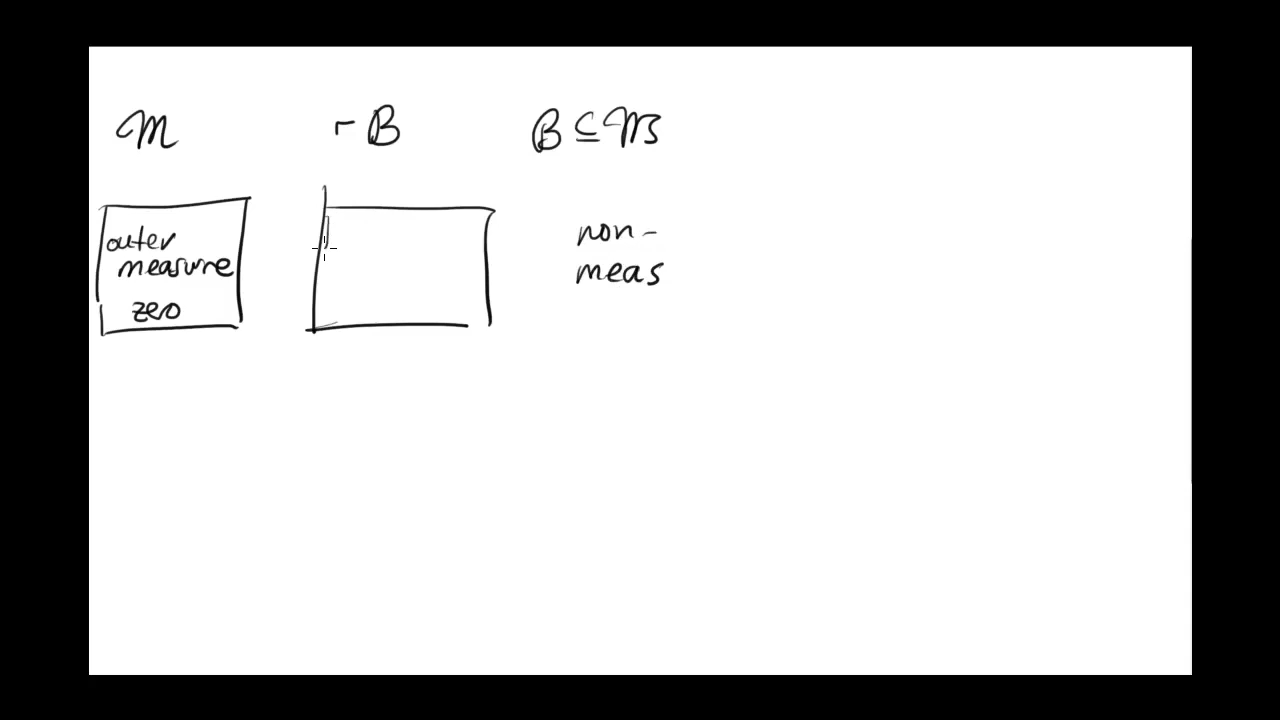 M B B ⊆ M
outer
measure
zero
non-
meas